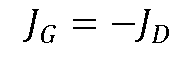 J_G = −J_D